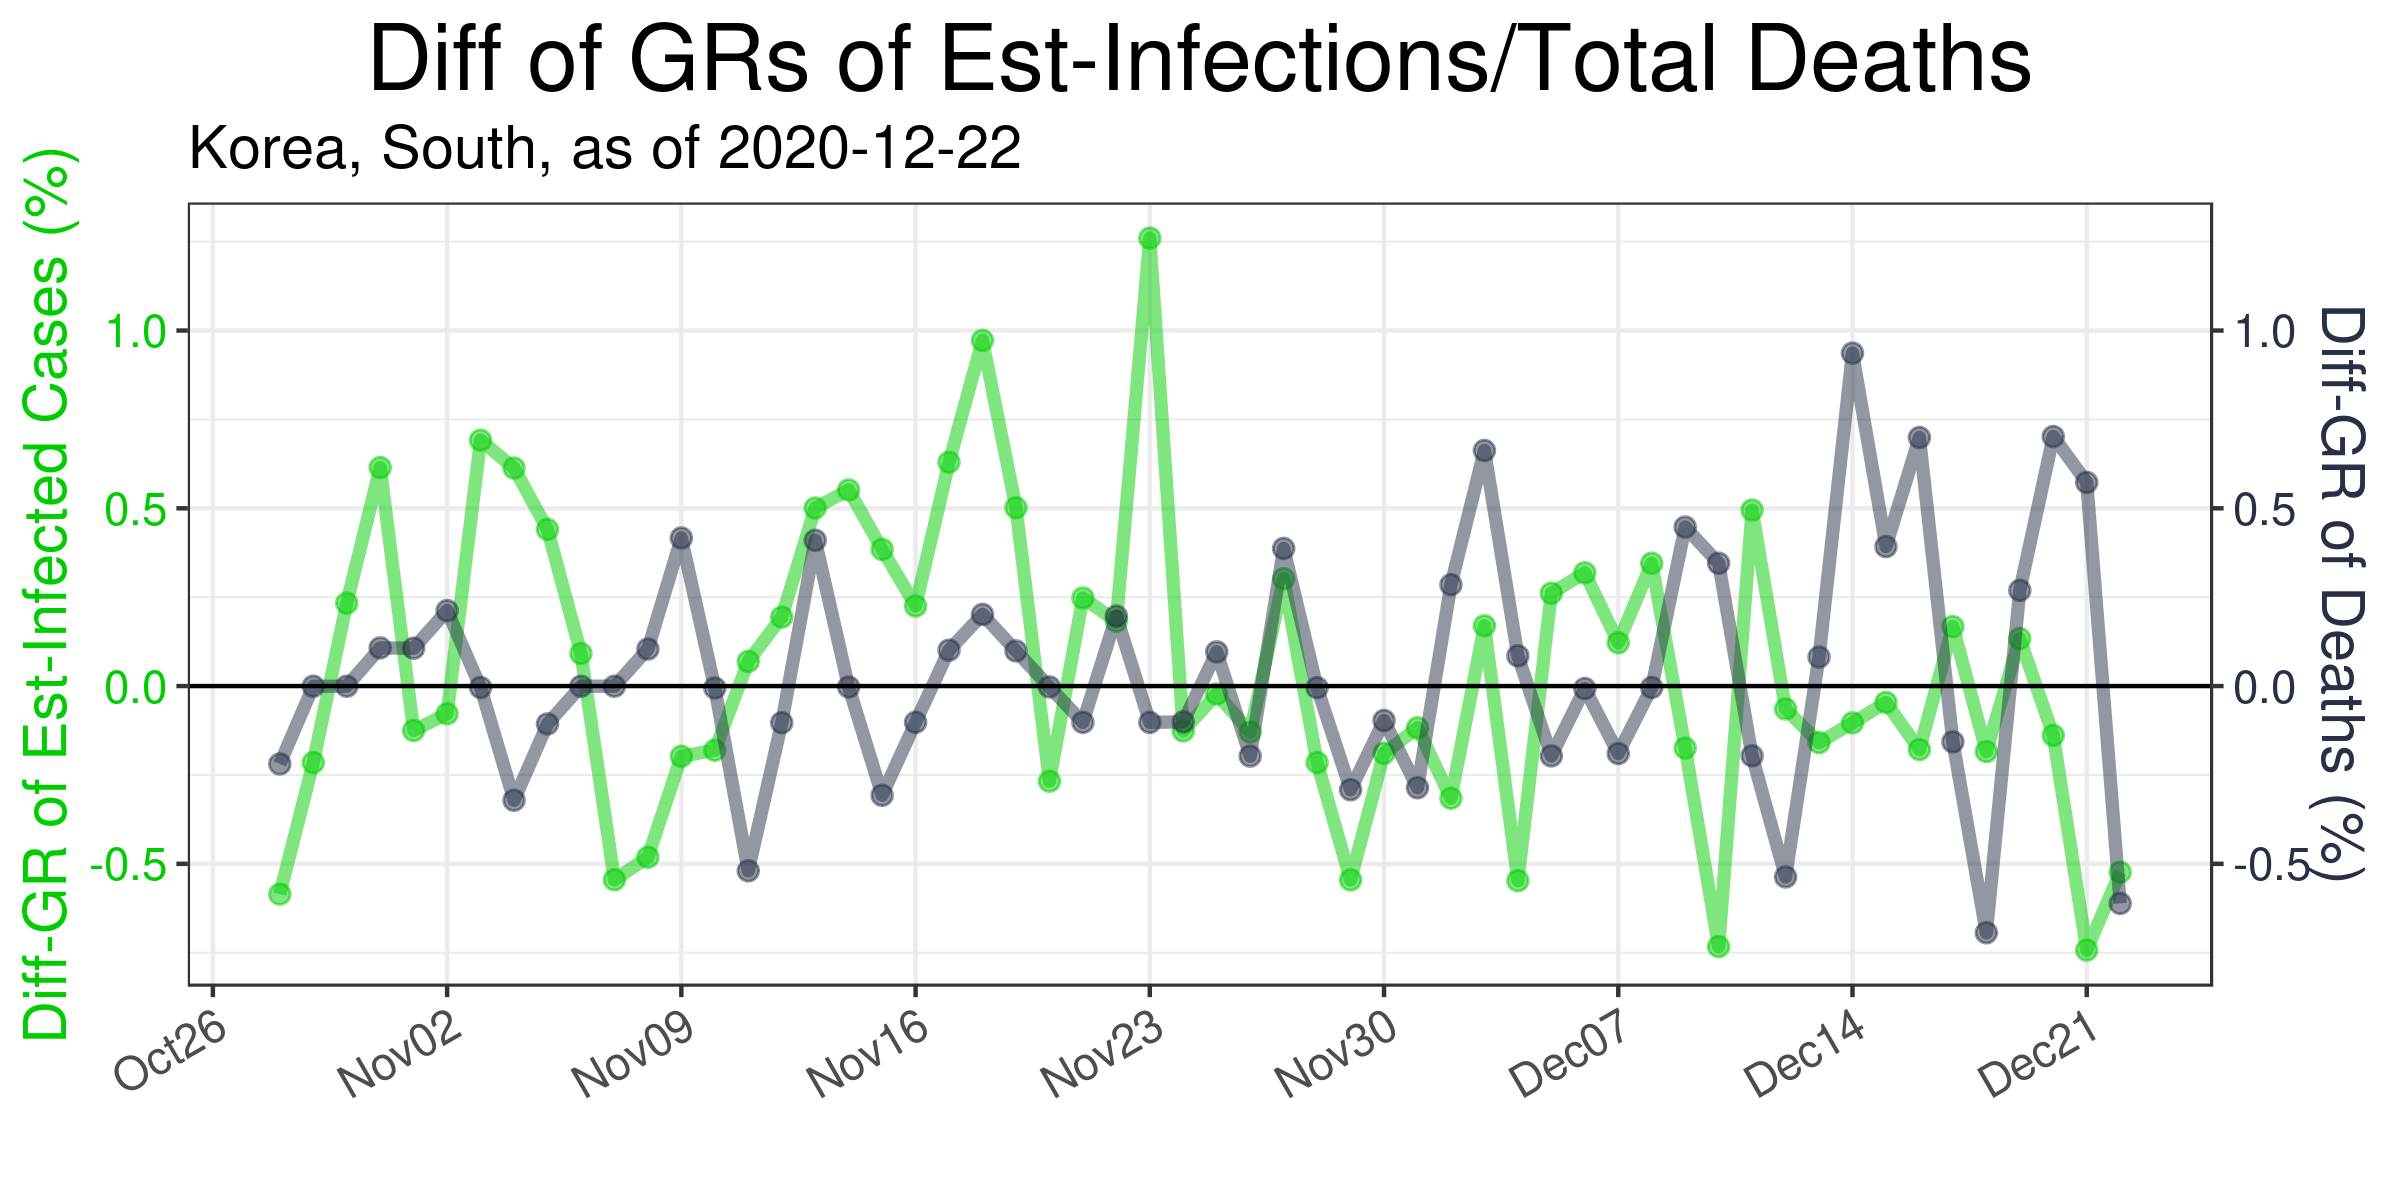 Diff of GRs of Est-Infections/Total Deaths
Korea, South, as of 2020-12-22
Diff-GR of Est-Infected Cases (%)
1.0
0.5
0.0
-0.5
1.0
0.5
0.0
-0.5
Diff-GR of Deaths (%)
Oct26
Nov02
Nov09
Nov16
Nov23
Nov30
Dec07
Dec14
Dec21